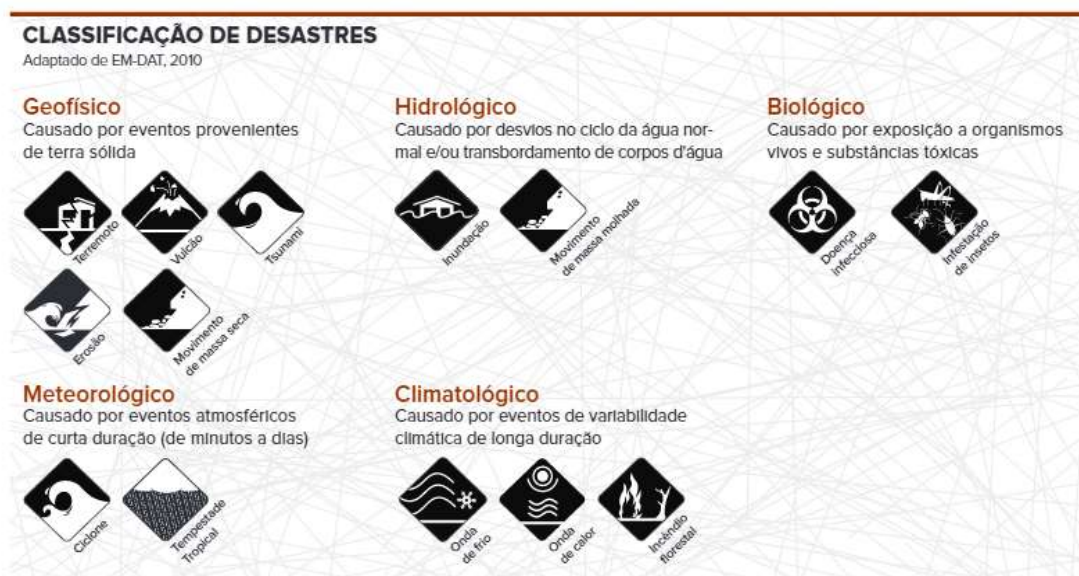 CLASSIFICAÇÃO DE DESASTRES
Adaptado de EM-DAT, 2010
Geofísico
Causado por eventos provenientes
de terra sólida
Terremoto
Vulcão
Tsunami
Erosão
Movimento
de massa seca
Hidrológico
Causado por desvios no ciclo da água nor-
mal e/ou transbordamento de corpos d'água
Inundação
Movimento
de massa molhada
Biológico
Causado por exposição a organismos
vivos e substâncias tóxicas
Doença
infecciosa
Infestação
de insetos
Meteorológico
Causado por eventos atmosféricos
de curta duração (de minutos a dias)
Ciclone
Tempestade
Tropical
Climatológico
Causado por eventos de variabilidade
climática de longa duração
Onda
de frio
Onda
de calor
Incêndio
florestal